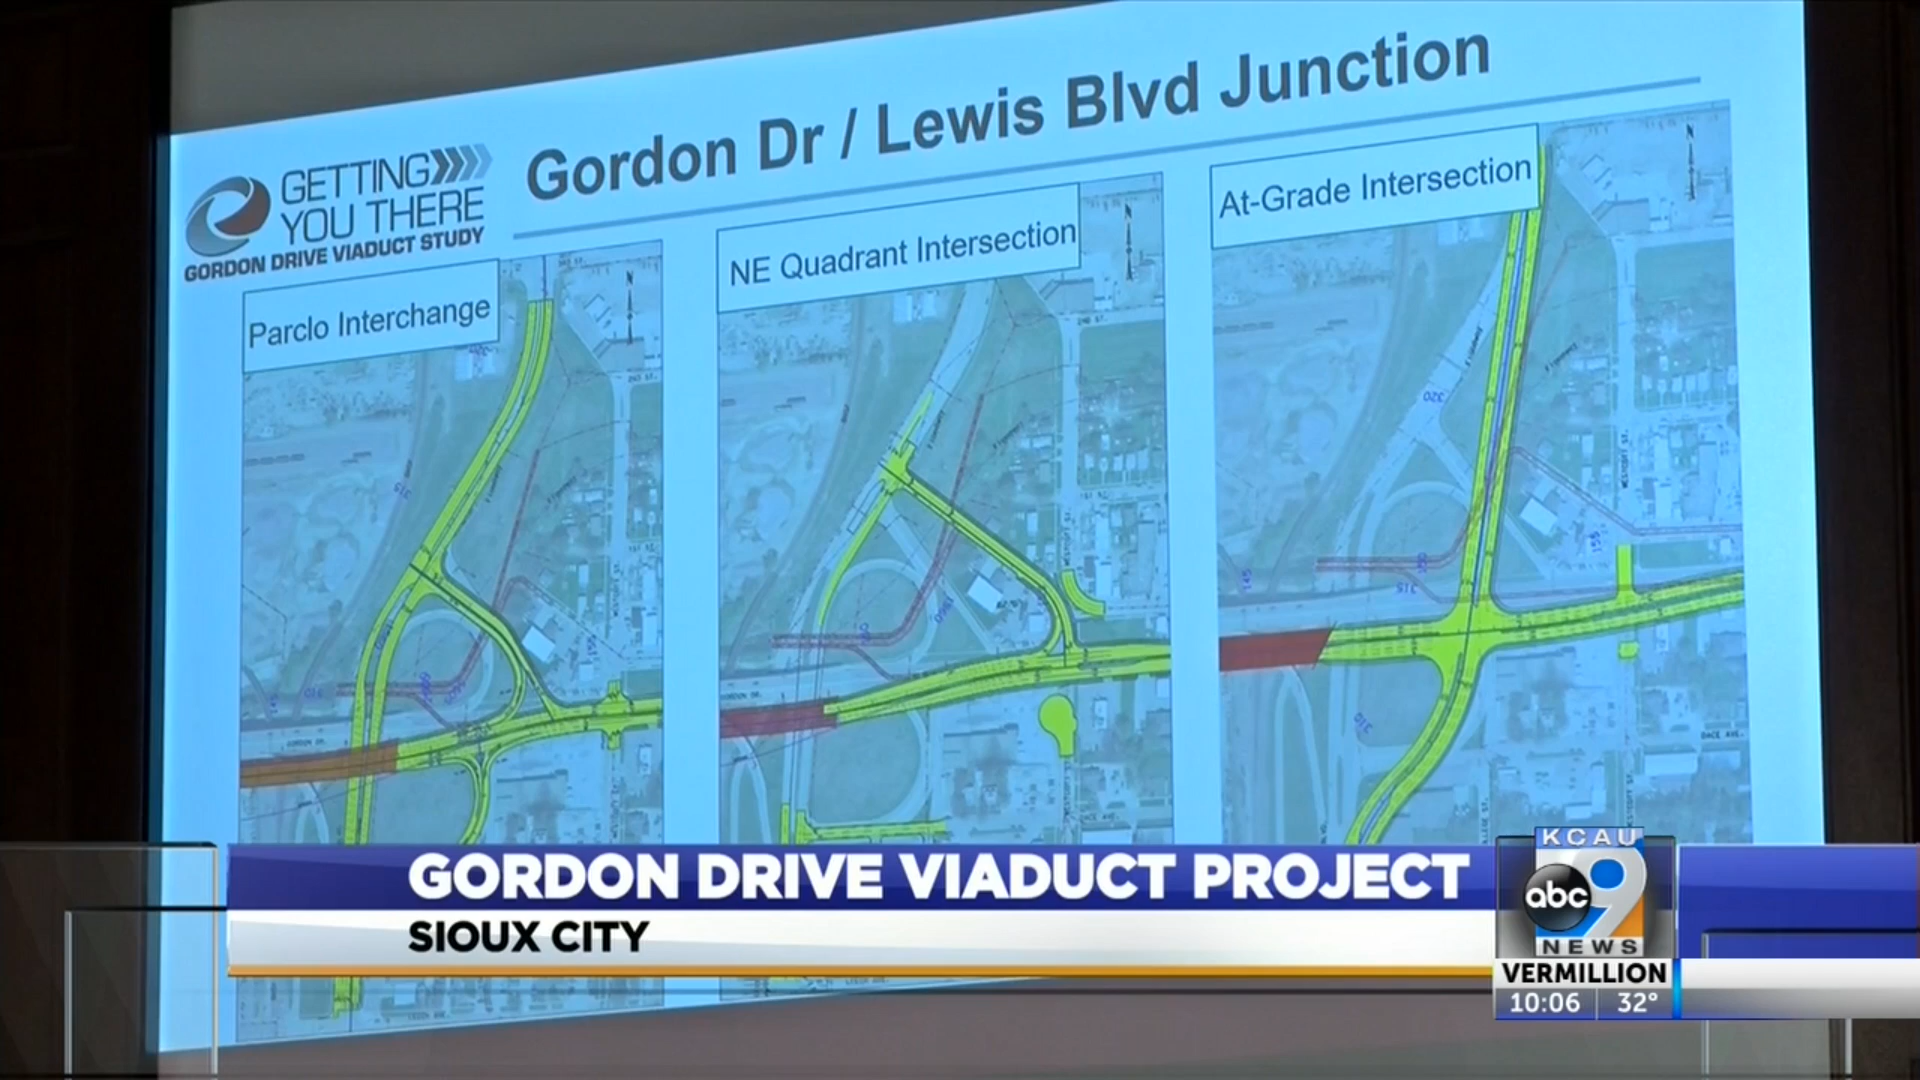 Gordon Dr / Lewis Blvd Junction
GETTING
YOU THERE
GORDON DRIVE VIADUCT STUDY
Parclo Interchange
NE Quadrant Intersection
At-Grade Intersection
GORDON DRIVE VIADUCT PROJECT
SIOUX CITY
KCAU
abc 9
NEWS
VERMILLION
10:06 32°